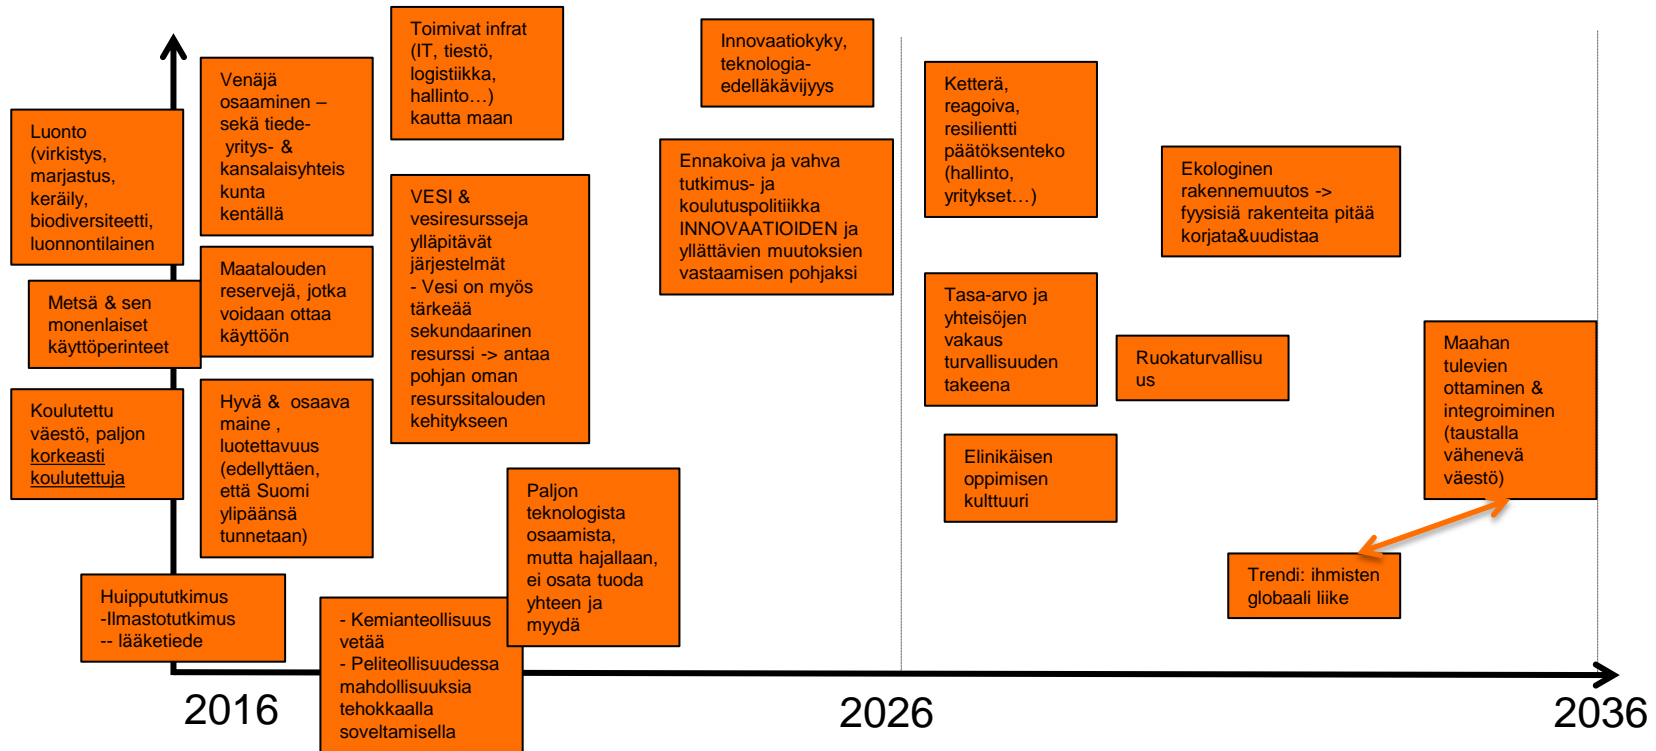 Luonto
(virkistys,
marjastus,
keräily,
biodiversiteetti,
luonnontilainen
Metsä & sen
monenlaiset
käyttöperinteet
Koulutettu
väestö, paljon
korkeasti
koulutettuja
Huipputukimus
-Ilmastotutkimus
-- lääketiede
Venäjä
osaaminen –
sekä tiede-
yritys- &
kansalaisyhteis
kunta
kentällä
Maatalouden
reservejä, jotka
voidaan ottaa
käyttöön
Hyvä & osaava
maine ,
luotettavuus
(edellyttäen,
että Suomi
ylipäänsä
tunnetaan)
- Kemianteollisuus
vetää
- Peliteollisuudessa
mahdollisuuksia
tehokkaalla
soveltamisella
Toimivat infrat
(IT, tiestö,
logistiikka,
hallinto…)
kautta maan
VESI &
vesiresursseja
ylläpitävät
järjestelmät
- Vesi on myös
tärkeää
sekundaarinen
resurssi -> antaa
pohjan oman
resurssitalouden
kehitykseen
Paljon
teknologista
osaamista,
mutta hajallaan,
ei osata tuoda
yhteen ja
myydä
Innovaatiokyky,
teknologia-
edelläkävijyys
Ennakoiva ja vahva
tutkimus- ja
koulutuspolitiikka
INNOVAATIOIDEN ja
yllättävien muutoksien
vastaamisen pohjaksi
Ketterä,
reagoiva,
resilientti
päätöksenteko
(hallinto,
yritykset…)
Tasa-arvo ja
yhteisöjen
vakaus
turvallisuuden
takeena
Elinikäisen
oppimisen
kulttuuri
Ekologinen
rakennemuutos ->
fyysisiä rakenteita pitää
korjata&uudistaa
Ruokaturvallisu
us
Trendi: ihmisten
globaali liike
Maahan
tulevien
ottaminen &
integroiminen
(taustalla
vähenevä
väestö)
2016
2026
2036